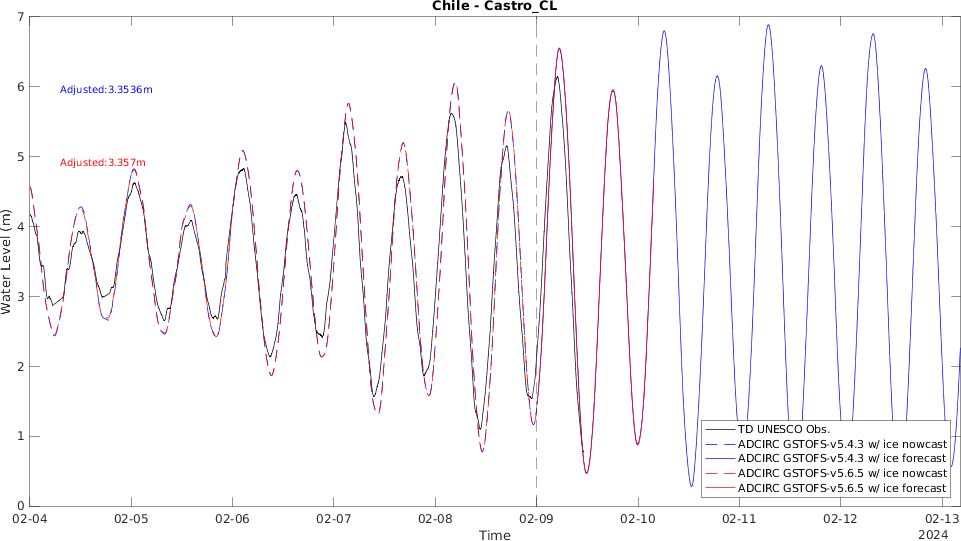 Chile - Castro_CL
7
6
5
4
3
2
1
0
Water Level (m)
Adjusted:3.3536m
Adjusted:3.357m
TD UNESCO Obs.
ADCIRC GSTOFS-v5.4.3 w/ ice nowcast
ADCIRC GSTOFS-v5.4.3 w/ ice forecast
ADCIRC GSTOFS-v5.6.5 w/ ice nowcast
ADCIRC GSTOFS-v5.6.5 w/ ice forecast
02-04 02-05 02-06 02-07 02-08 02-09 02-10 02-11 02-12 02-13
Time
2024